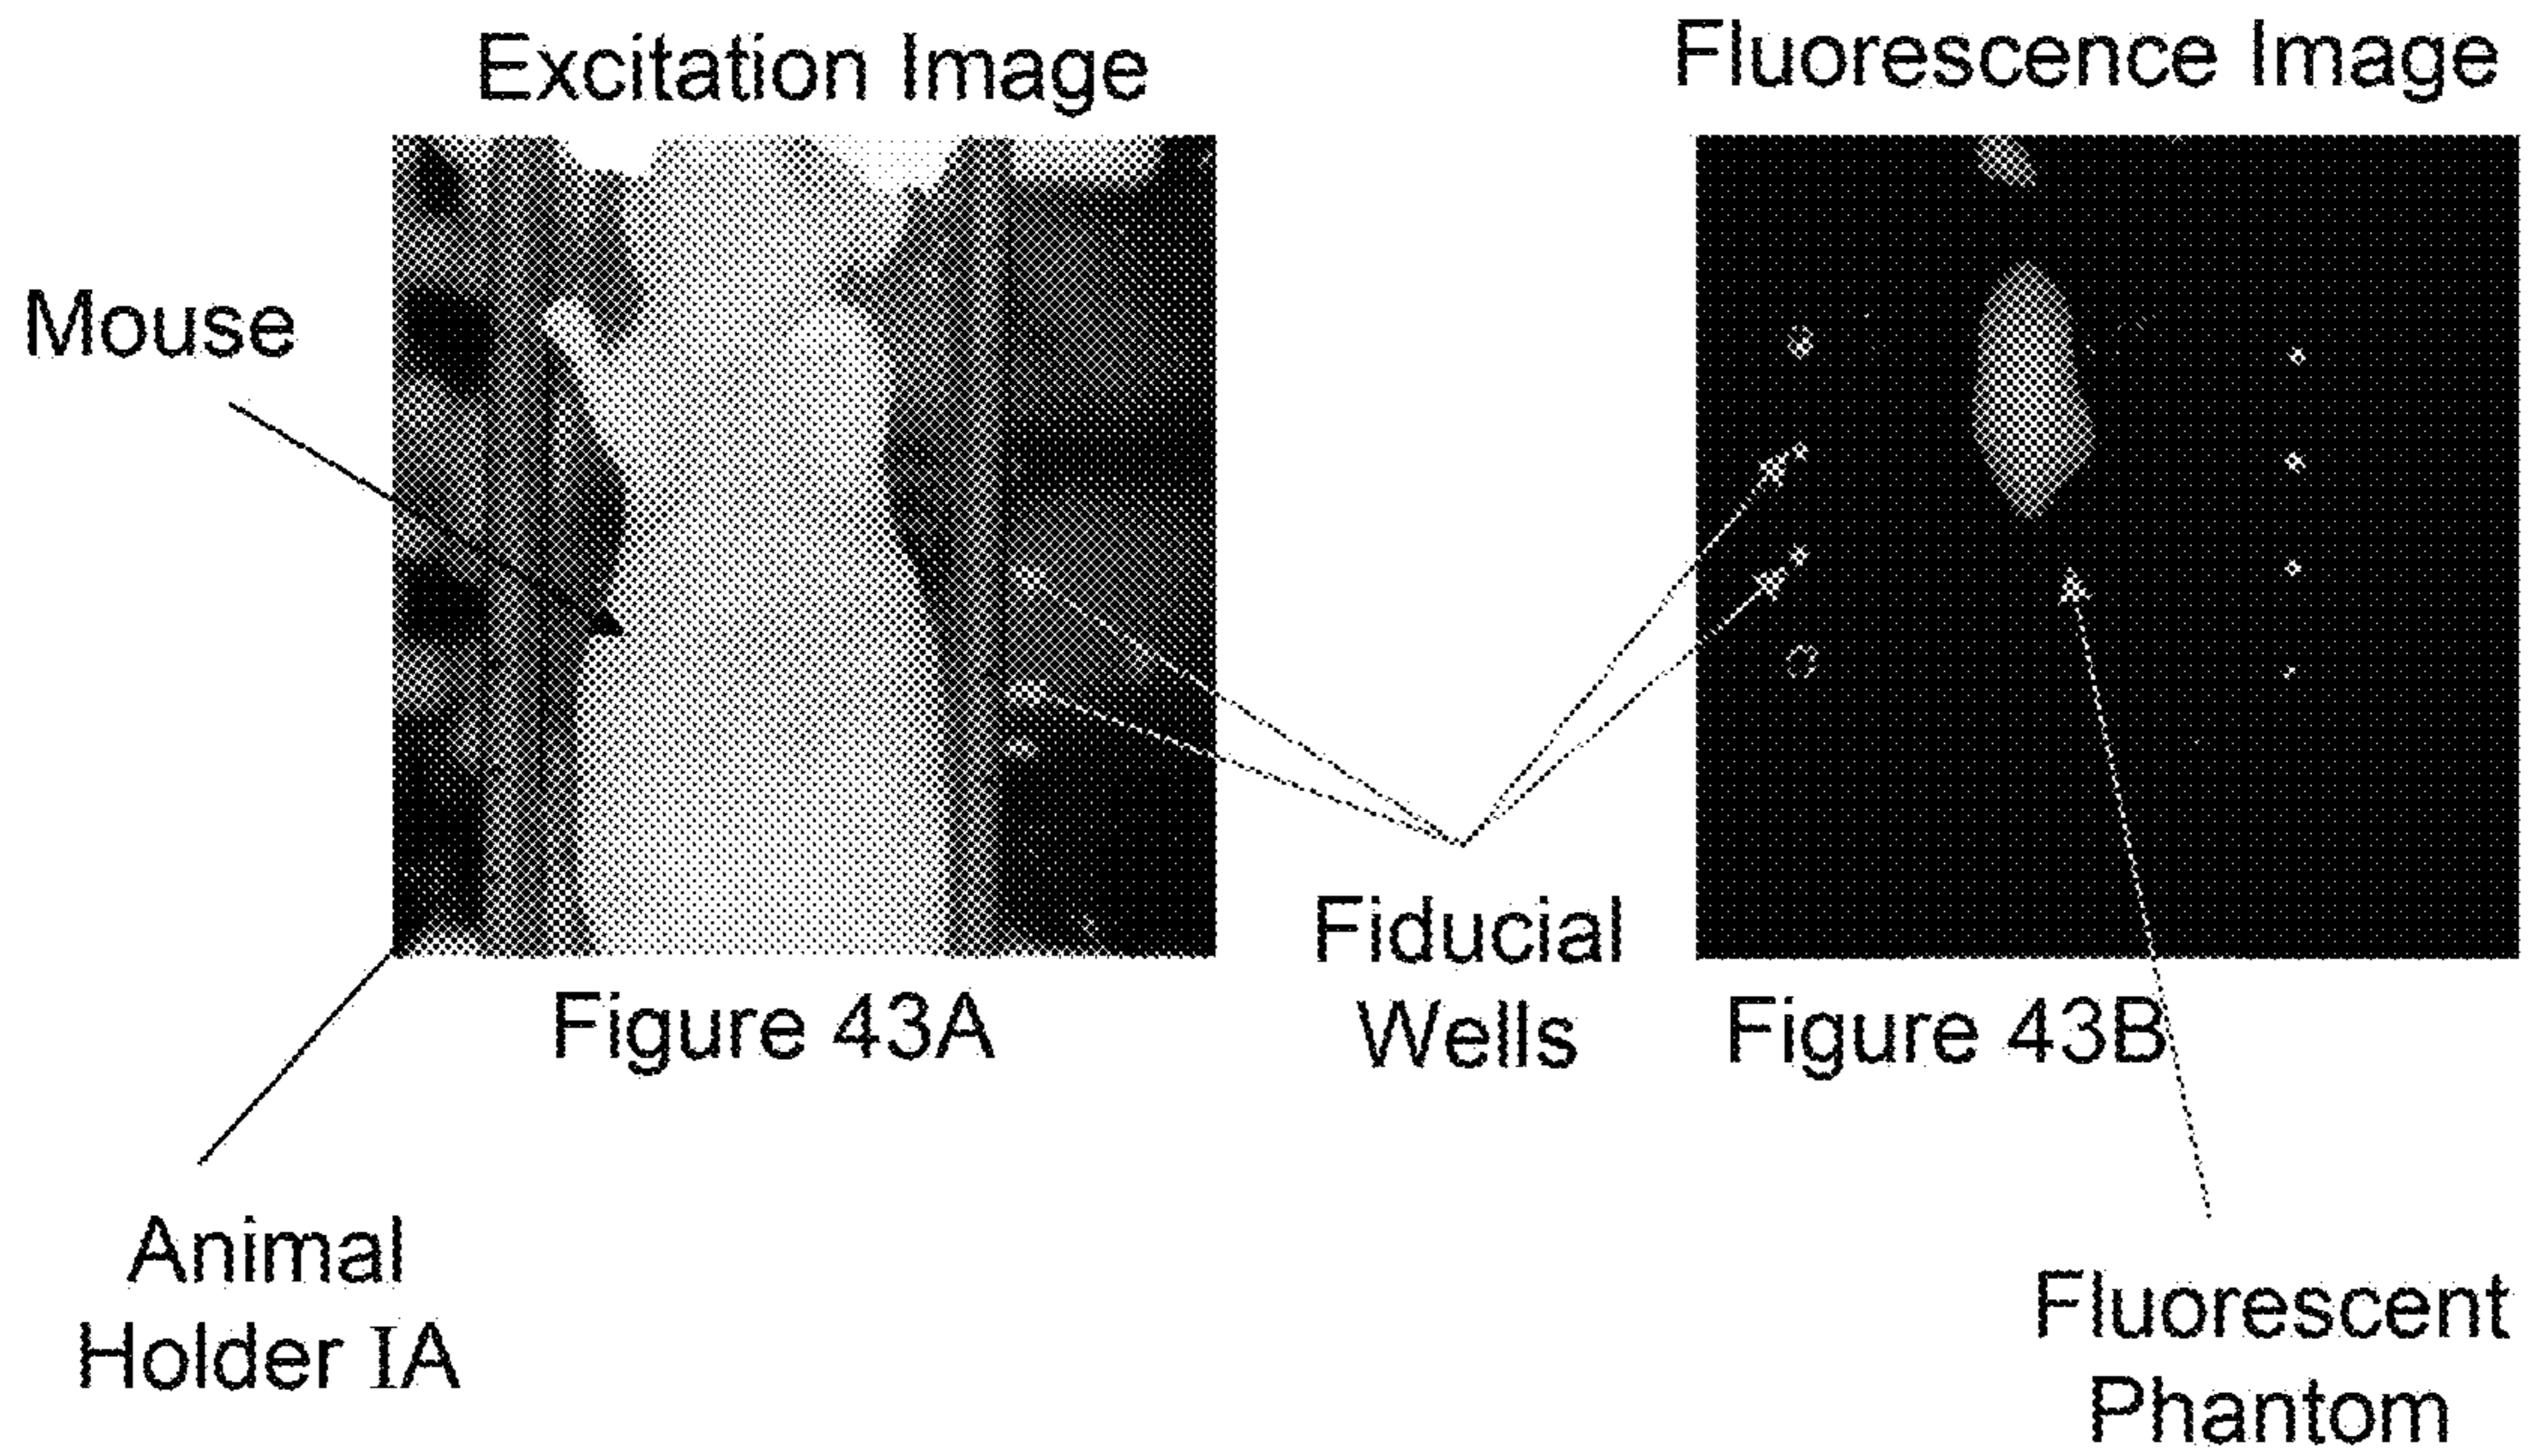 Excitation Image
Fluorescence Image
Mouse
Fiducial
Wells
Figure 43A
Figure 43B
Animal
Holder IA
Fluorescent
Phantom